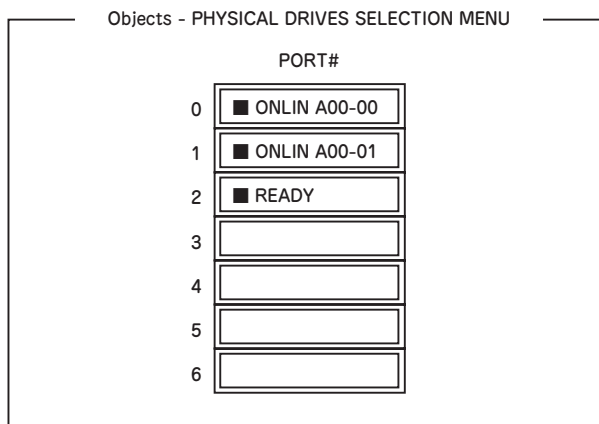 Objects - PHYSICAL DRIVES SELECTION MENU
PORT#
0 ■ ONLIN A00-00
1 ■ ONLIN A00-01
2 ■ READY
3
4
5
6